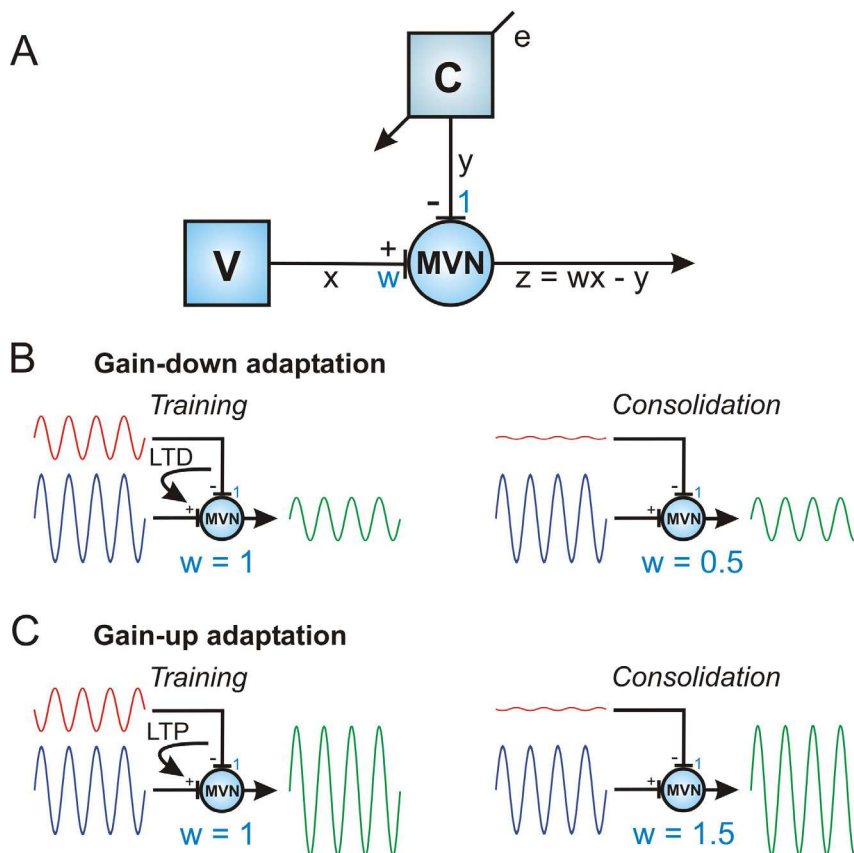 A
e
C
y
- 1
V
+
x
w
MVN
z = wx - y
B Gain-down adaptation
Training
LTD
- 1
+
MVN
w = 1
Consolidation
- 1
+
MVN
w = 0.5
C Gain-up adaptation
Training
LTP
- 1
+
MVN
w = 1
Consolidation
- 1
+
MVN
w = 1.5